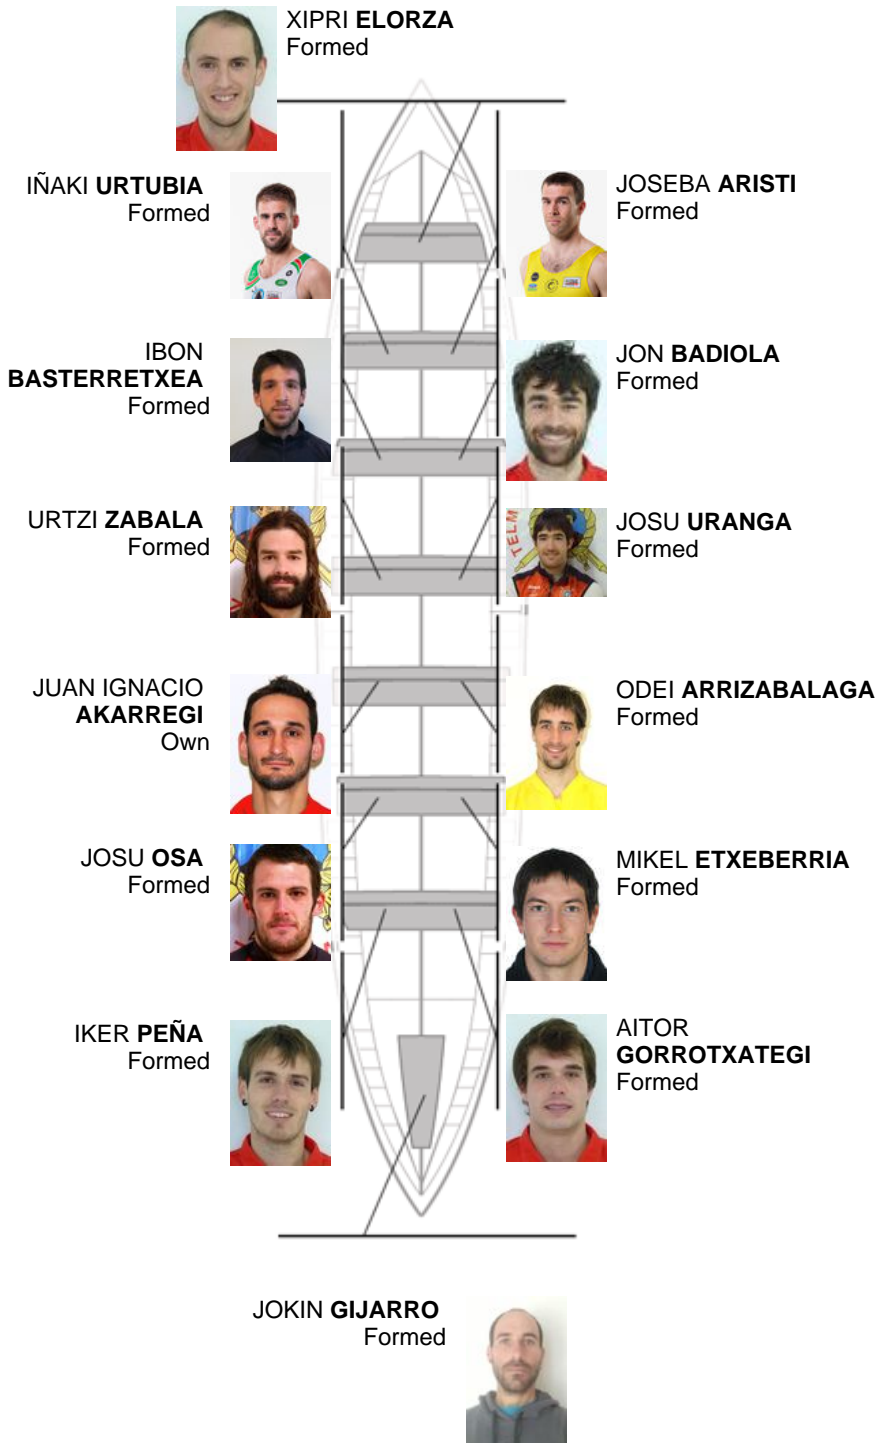 XIPRI ELORZA
Formed
IÑAKI URTUBIA
Formed
JOSEBA ARISTI
Formed
IBON
BASTERRETXEA
Formed
JON BADIOLA
Formed
URTZI ZABALA
Formed
TELM
JOSU URANGA
Formed
JUAN IGNACIO
AKARREGI
Own
ODEI ARRIZABALAGA
Formed
JOSU OSA
Formed
MIKEL ETXEBERRIA
Formed
IKER PEÑA
Formed
AITOR
GORROTXATEGI
Formed
JOKIN GIJARRO
Formed